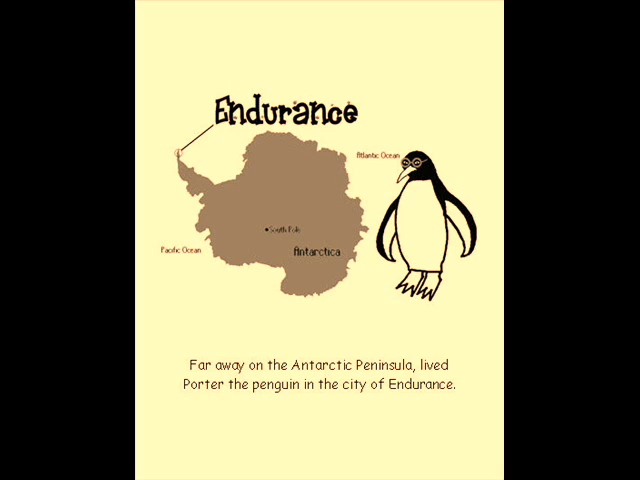 Endurance
Atlantic Ocean
South Pole
Pacific Ocean
Antarctica
Far away on the Antarctic Peninsula, lived
Porter the penguin in the city of Endurance.